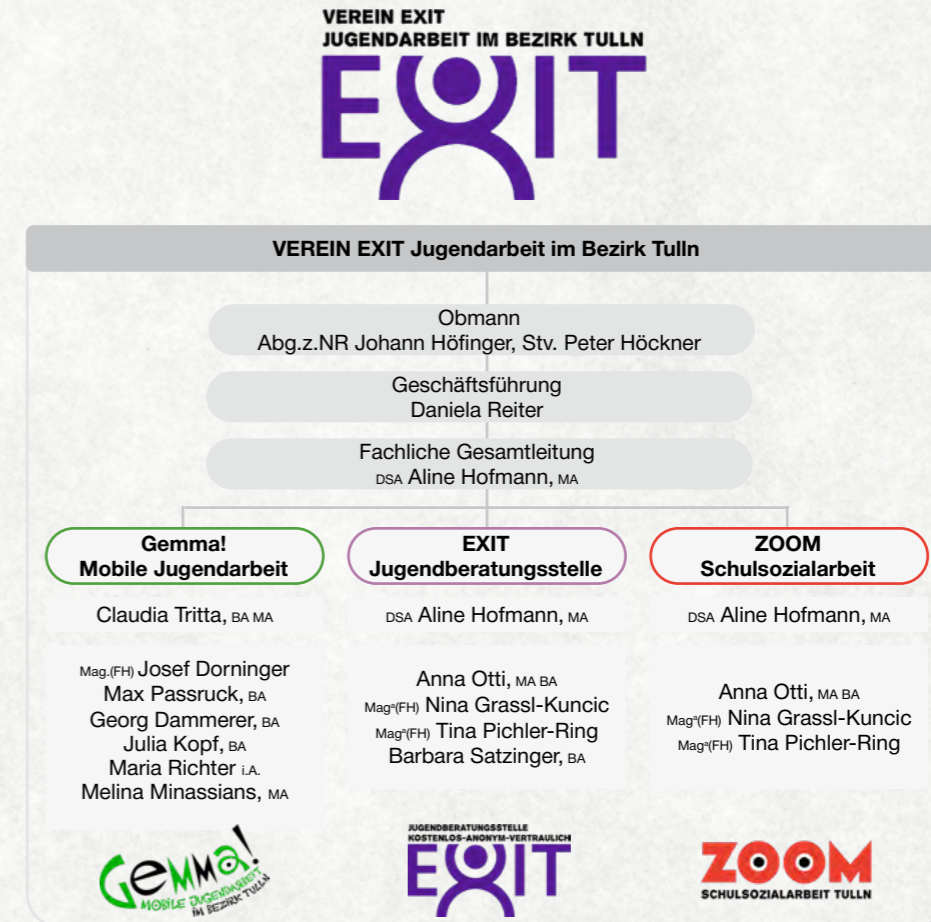 VEREIN EXIT
JUGENDARBEIT IM BEZIRK TULLN
EXIT
VEREIN EXIT Jugendarbeit im Bezirk Tulln
Obmann
Abg.z.NR Johann Höfinger, Stv. Peter Höckner
Geschäftsführung
Daniela Reiter
Fachliche Gesamtleitung
DSA Aline Hofmann, MA
Gemma!
Mobile Jugendarbeit
Claudia Tritta, BA MA
Mag.(FH) Josef Dorninger
Max Passruck, BA
Georg Dammerer, BA
Julia Kopf, BA
Maria Richter i.A.
Melina Minassians, MA
GEMMA!
MOBILE JUGENDARBEIT
IM BEZIRK TULLN
EXIT
Jugendberatungsstelle
DSA Aline Hofmann, MA
Anna Otti, MA BA
Magᵃ(FH) Nina Grassl-Kuncic
Magᵃ(FH) Tina Pichler-Ring
Barbara Satzinger, BA
JUGENDBERATUNGSSTELLE
KOSTENLOS-ANONYM-VERTRAULICH
EXIT
ZOOM
Schulsozialarbeit
DSA Aline Hofmann, MA
Anna Otti, MA BA
Magᵃ(FH) Nina Grassl-Kuncic
Magᵃ(FH) Tina Pichler-Ring
ZOOM
SCHULSOZIALARBEIT TULLN